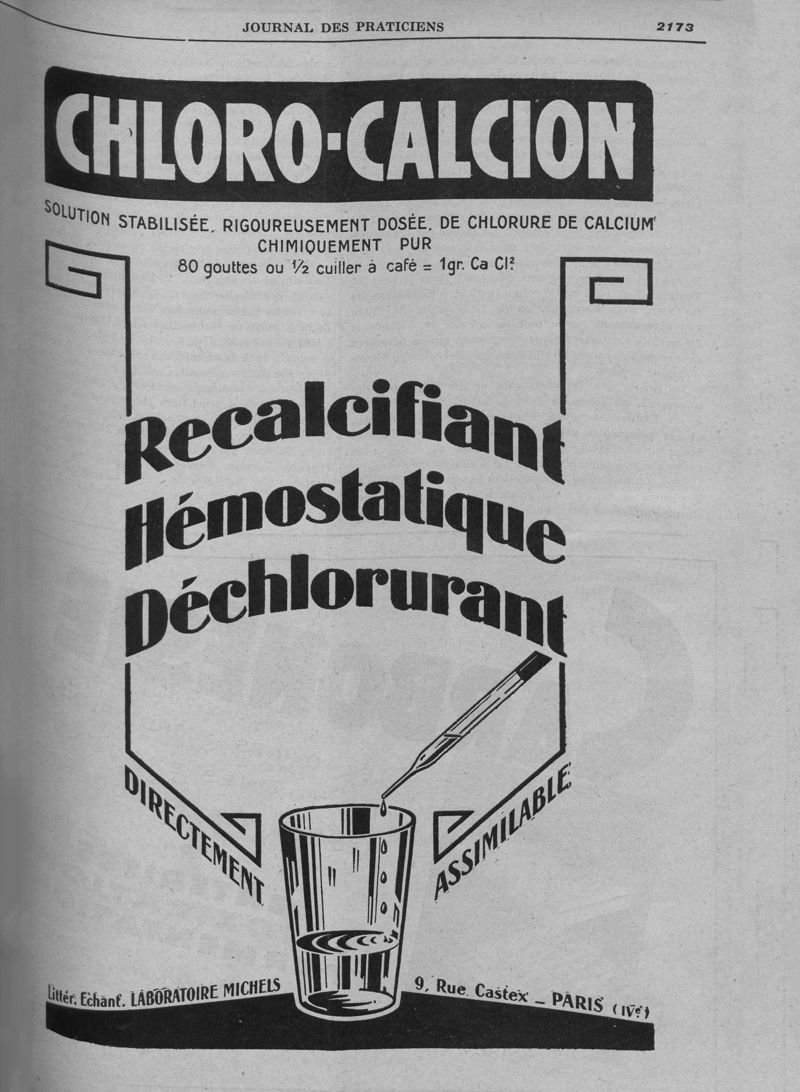 JOURNAL DES PRATICIENS
2173
CHLORO-CALCION
SOLUTION STABILISÉE, RIGOUREUSEMENT DOSÉE, DE CHLORURE DE CALCIUM
CHIMIQUEMENT PUR
80 gouttes ou 1/2 cuiller à café = 1gr. Ca Cl².
Recalcifiant
Hémostatique
Déchlorurant
DIRECTEMENT
ASSIMILABLE
Littér. Echant. LABORATOIRE MICHELS
9, Rue Castex _ PARIS (IVe)